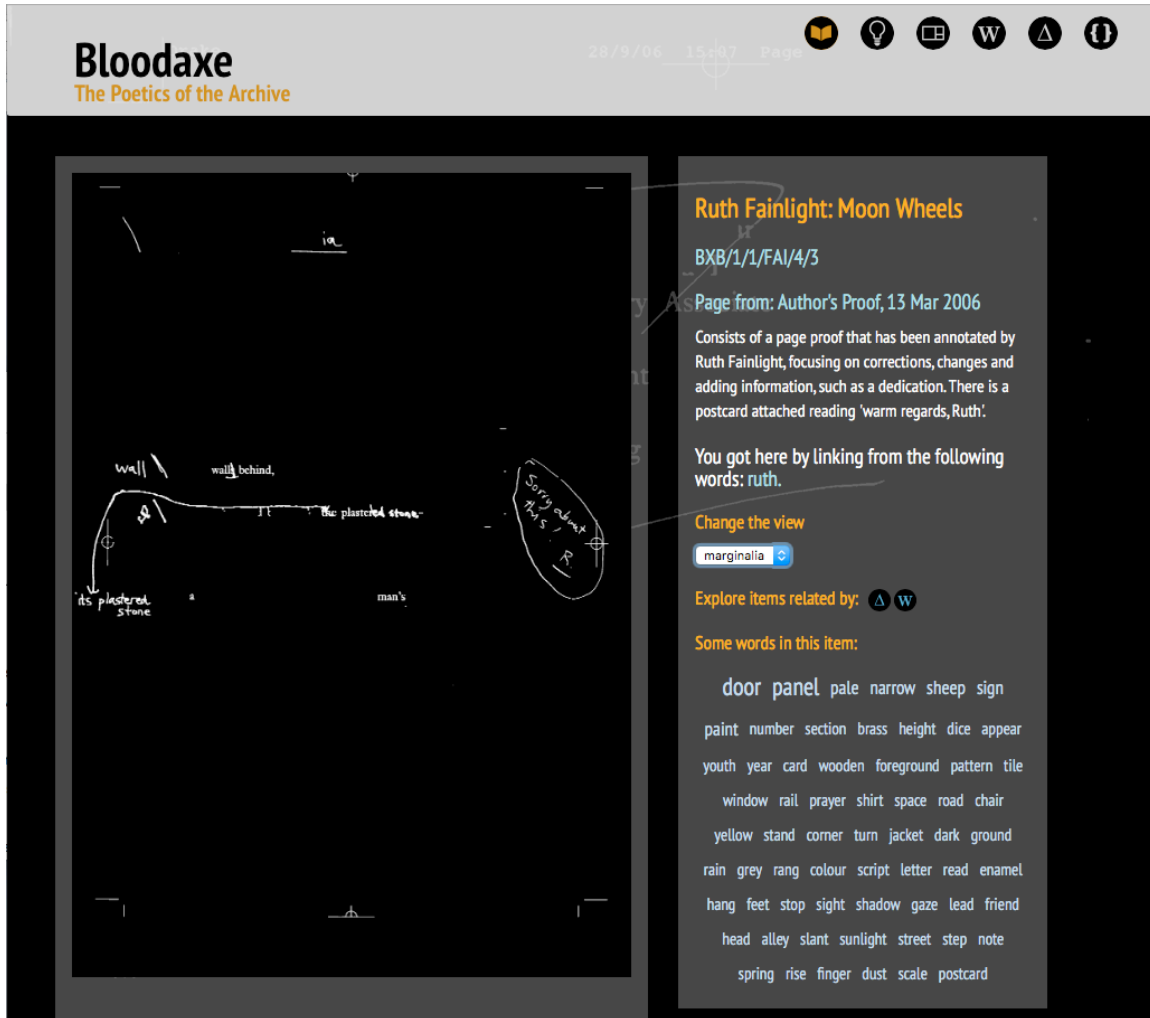 28/9/06 15:07 Page
Bloodaxe
The Poetics of the Archive
W Δ {}
ia
wall \
walls behind,
\
the plastered stone
its plastered
stone
a man's
Sorry about
this!
R.
Ruth Fainlight: Moon Wheels
BXB/1/1/FAI/4/3
Page from: Author's Proof, 13 Mar 2006
Consists of a page proof that has been annotated by
Ruth Fainlight, focusing on corrections, changes and
adding information, such as a dedication. There is a
postcard attached reading 'warm regards, Ruth'.
You got here by linking from the following
words: ruth.
Change the view
marginalia
Explore items related by: Δ W
Some words in this item:
door panel pale narrow sheep sign
paint number section brass height dice appear
youth year card wooden foreground pattern tile
window rail prayer shirt space road chair
yellow stand corner turn jacket dark ground
rain grey rang colour script letter read enamel
hang feet stop sight shadow gaze lead friend
head alley slant sunlight street step note
spring rise finger dust scale postcard